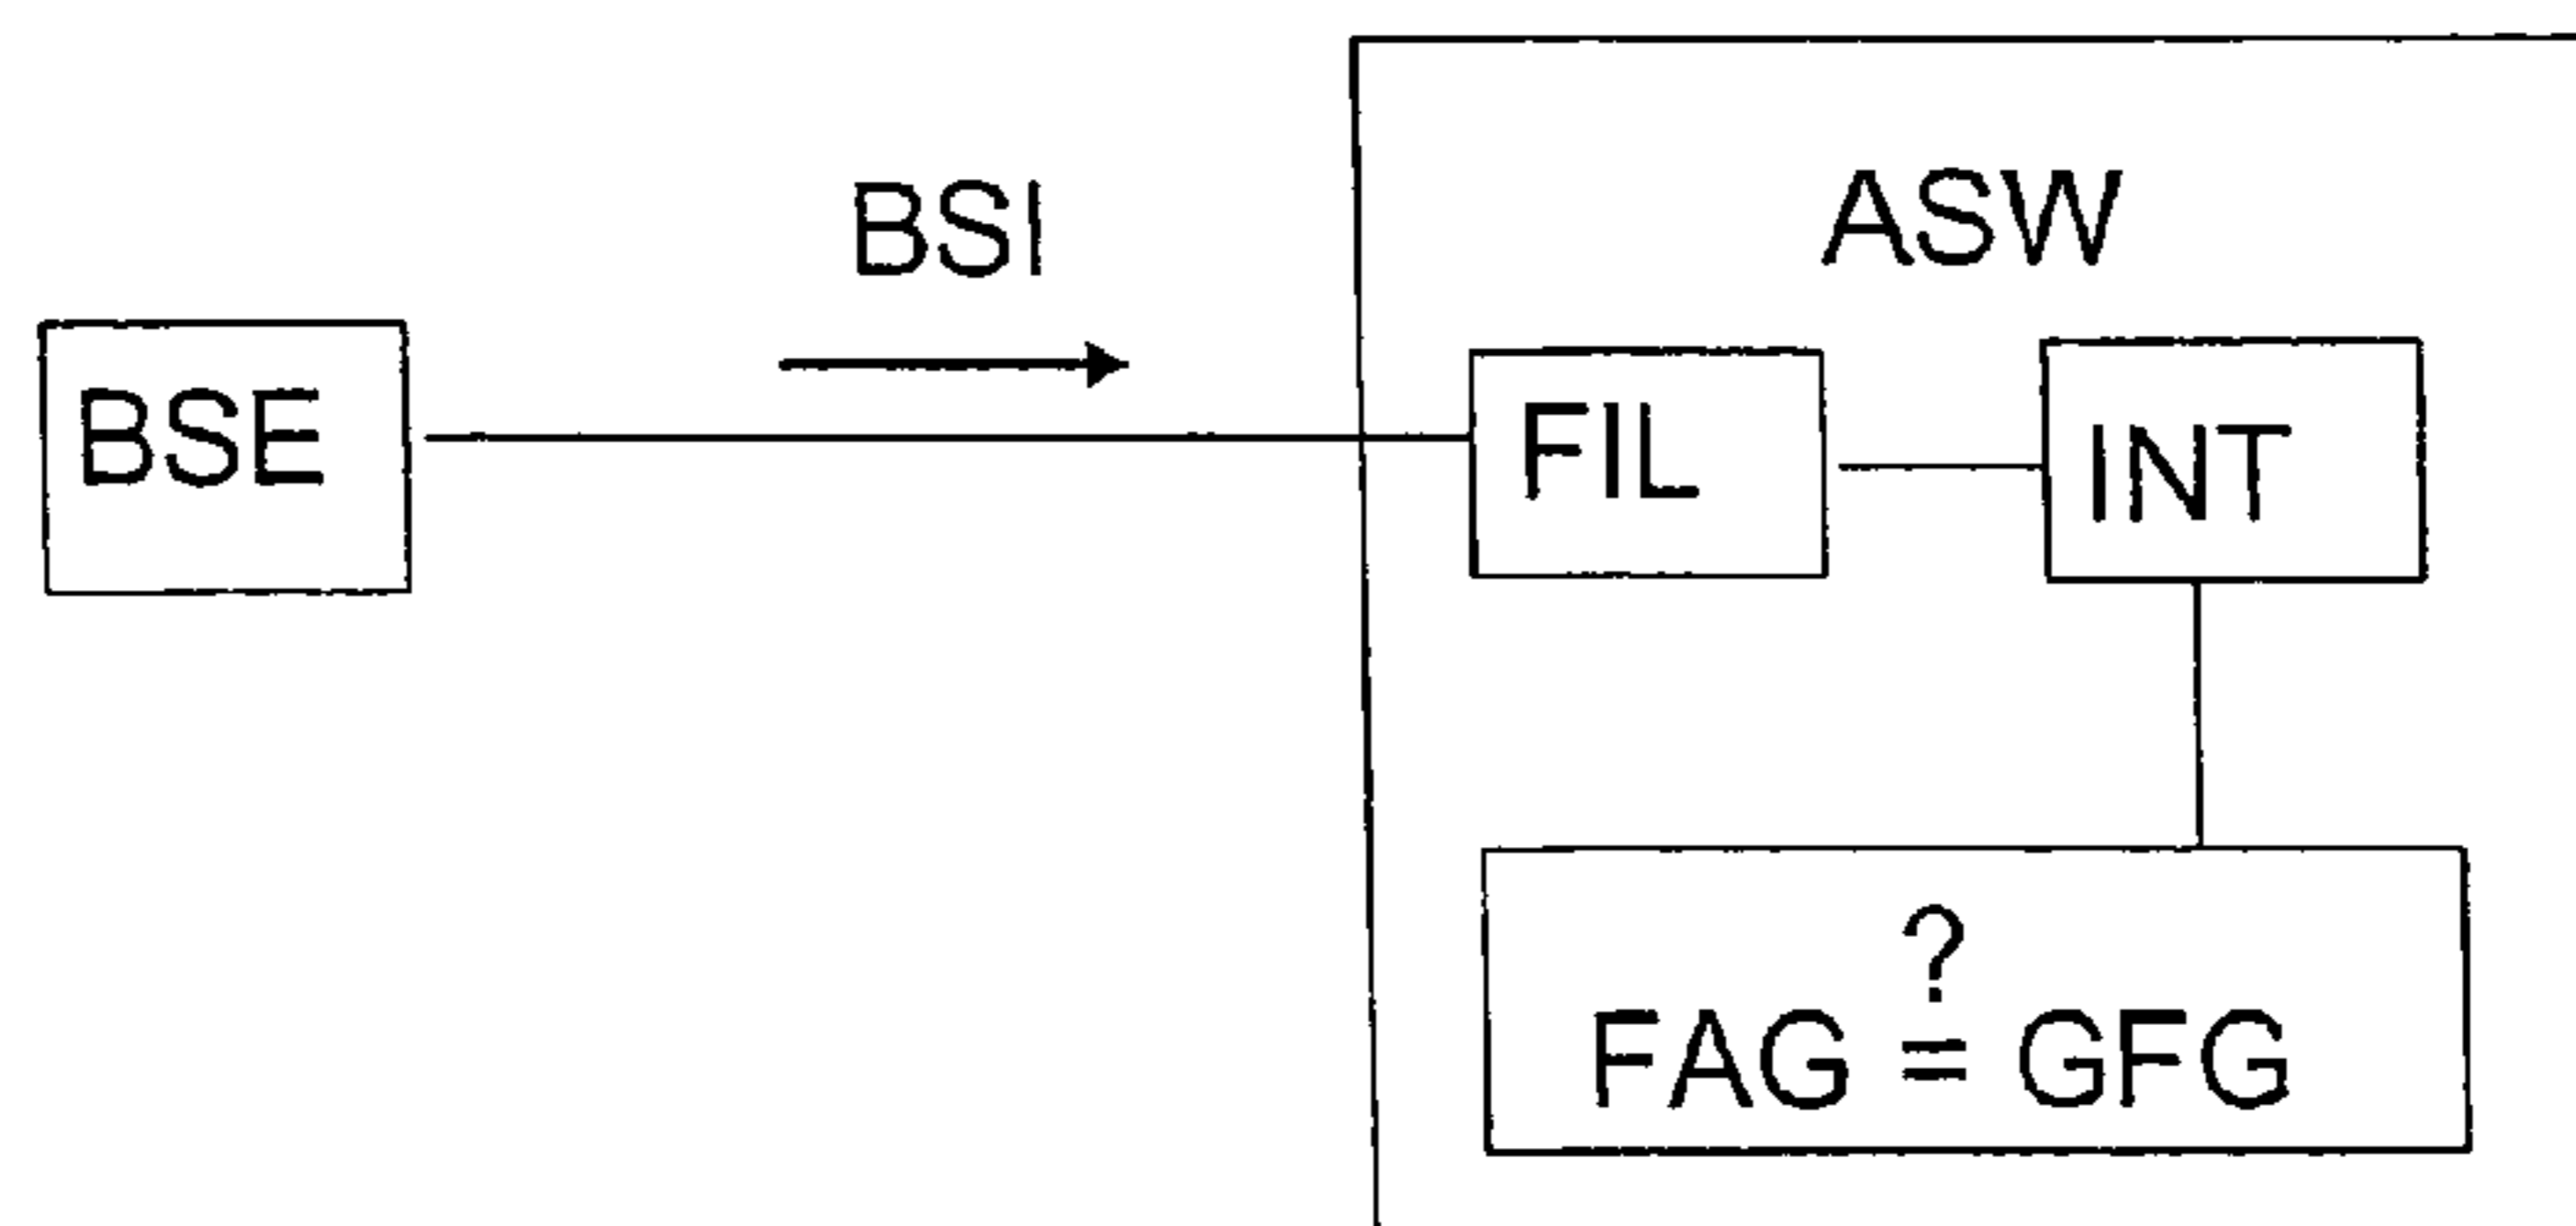 BSI
ASW
BSE
FIL
INT
?
FAG = GFG